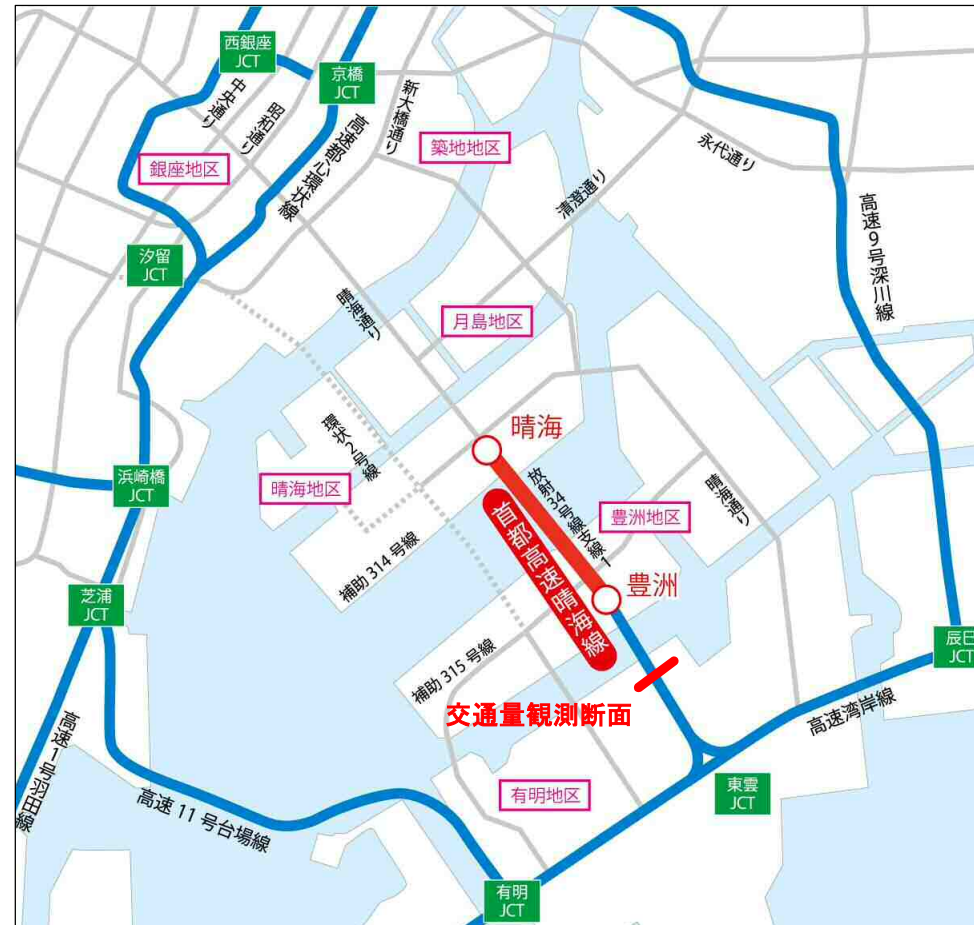 西銀座
JCT
京橋
JCT
中央通り
昭和通り
新大橋通り
高速都心環状線
銀座地区
築地地区
永代通り
清澄通り
高速9号深川線
汐留
JCT
晴海通り
月島地区
環状2号線
晴海
浜崎橋
JCT
晴海地区
放射34号線支線1
豊洲地区
晴海通り
首都高速晴海線
補助314号線
豊洲
芝浦
JCT
辰巳
JCT
補助315号線
交通量観測断面
高速湾岸線
高速1号羽田線
高速11号台場線
有明地区
東雲
JCT
有明
JCT